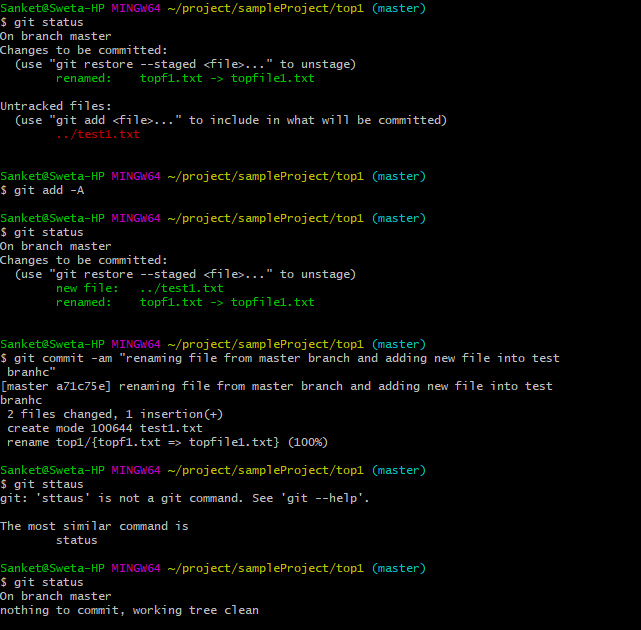 Sanket@Sweta-HP MINGW64 ~/project/sampleProject/top1 (master)
$ git status
On branch master
Changes to be committed:
  (use "git restore --staged <file>..." to unstage)
        renamed:    topf1.txt -> topfile1.txt

Untracked files:
  (use "git add <file>..." to include in what will be committed)
        ../test1.txt

Sanket@Sweta-HP MINGW64 ~/project/sampleProject/top1 (master)
$ git add -A

Sanket@Sweta-HP MINGW64 ~/project/sampleProject/top1 (master)
$ git status
On branch master
Changes to be committed:
  (use "git restore --staged <file>..." to unstage)
        new file:   ../test1.txt
        renamed:    topf1.txt -> topfile1.txt

Sanket@Sweta-HP MINGW64 ~/project/sampleProject/top1 (master)
$ git commit -am "renaming file from master branch and adding new file into test
 branhc"
[master a71c75e] renaming file from master branch and adding new file into test
branhc
 2 files changed, 1 insertion(+)
 create mode 100644 test1.txt
 rename top1/{topf1.txt => topfile1.txt} (100%)

Sanket@Sweta-HP MINGW64 ~/project/sampleProject/top1 (master)
$ git sttaus
git: 'sttaus' is not a git command. See 'git --help'.

The most similar command is
        status

Sanket@Sweta-HP MINGW64 ~/project/sampleProject/top1 (master)
$ git status
On branch master
nothing to commit, working tree clean